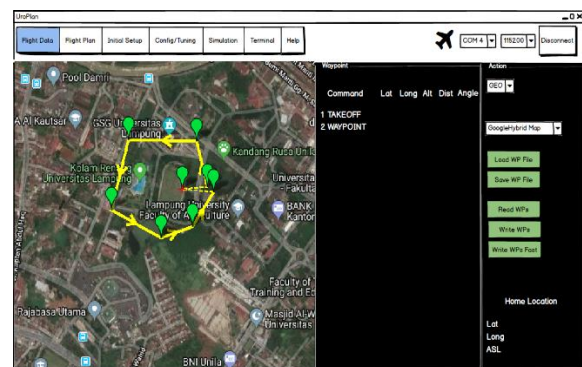 UroPlan
Flight Data
Flight Plan
Initial Setup
Config/Tuning
Simulation
Terminal
Help
COM 4
115200
Disconnect
Pool Damri
Al Kautsar
GSG Universitas
Lampung
Kandang Rusa Unila
Kolam Renang
Universitas Lampung
Universitas
- Fakulta
Lampung University
Faculty of Agriculture
BANK
Kantor
Faculty of
Training and Ed
Rajabasa
Utama
Masjid Al-W
Universitas
BNI Unila
Waypoint
Command Lat Long Alt Dist Angle
1 TAKEOFF
2 WAYPOINT
Action
GEO
GoogleHybrid Map
Load WP File
Save WP File
Read WPs
Write WPs
Write WPs Fast
Home Location
Lat
Long
ASL